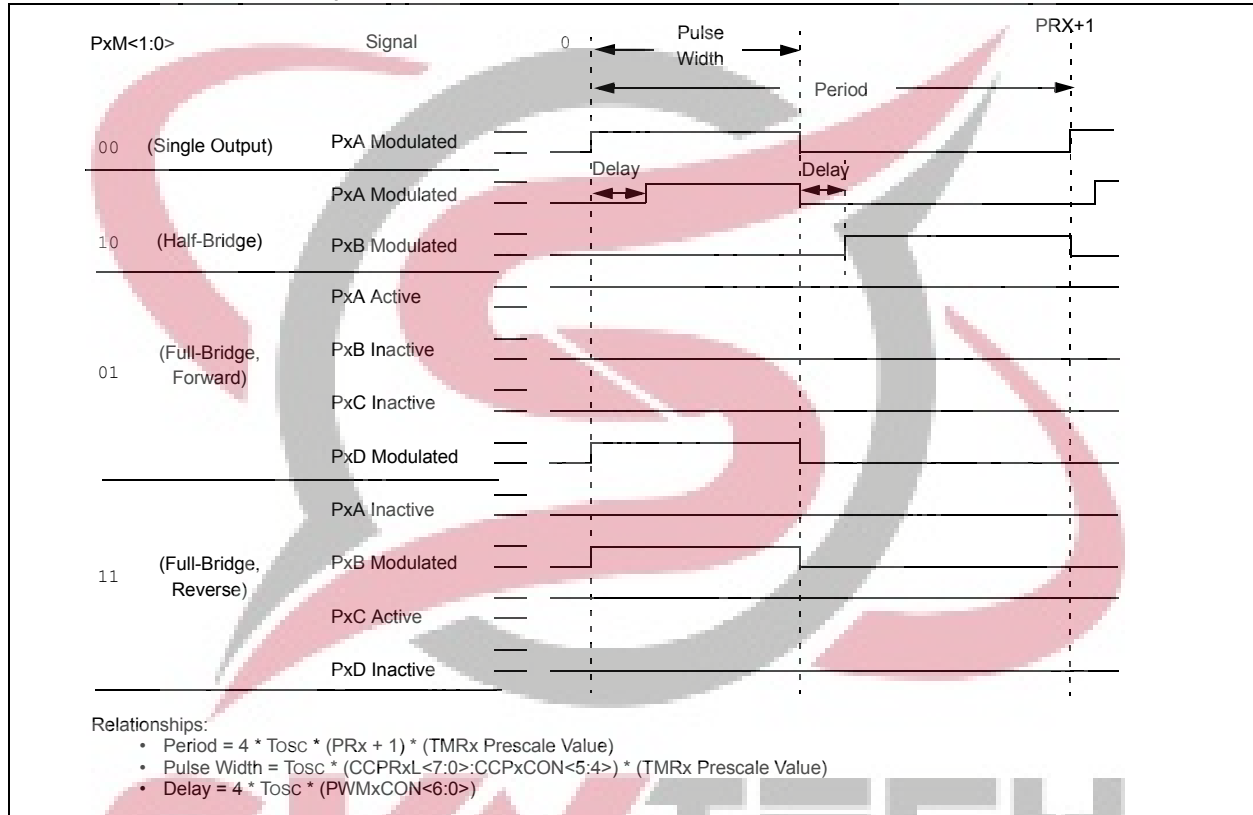 PxM<1:0>
Signal
0
Pulse
Width
PRX+1
Period
00
(Single Output)
PxA Modulated
Delay
Delay
PxA Modulated
10
(Half-Bridge)
PxB Modulated
PxA Active
01
(Full-Bridge,
Forward)
PxB Inactive
PxC Inactive
PxD Modulated
PxA Inactive
11
(Full-Bridge,
Reverse)
PxB Modulated
PxC Active
PxD Inactive
Relationships:
• Period = 4 * TOSC * (PRx + 1) * (TMRx Prescale Value)
• Pulse Width = TOSC * (CCPRxL<7:0>:CCPxCON<5:4>) * (TMRx Prescale Value)
• Delay = 4 * TOSC * (PWMxCON<6:0>)